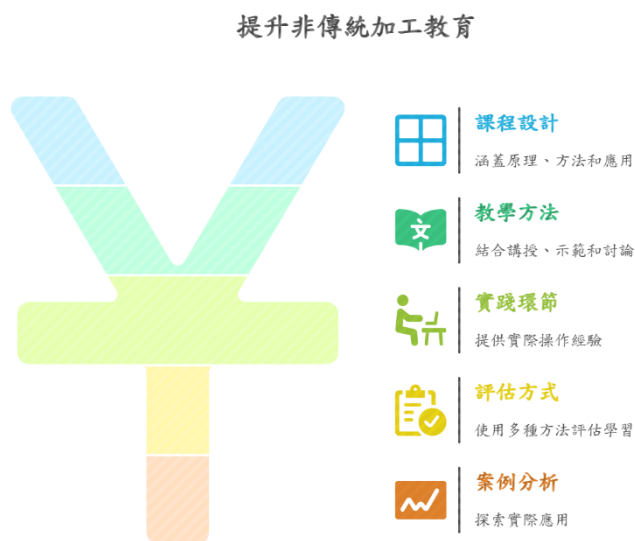 提升非傳統加工教育
課程設計
涵蓋原理、方法和應用
文
教學方法
結合講授、示範和討論
實踐環節
提供實際操作經驗
評估方式
使用多種方法評估學習
案例分析
探索實際應用